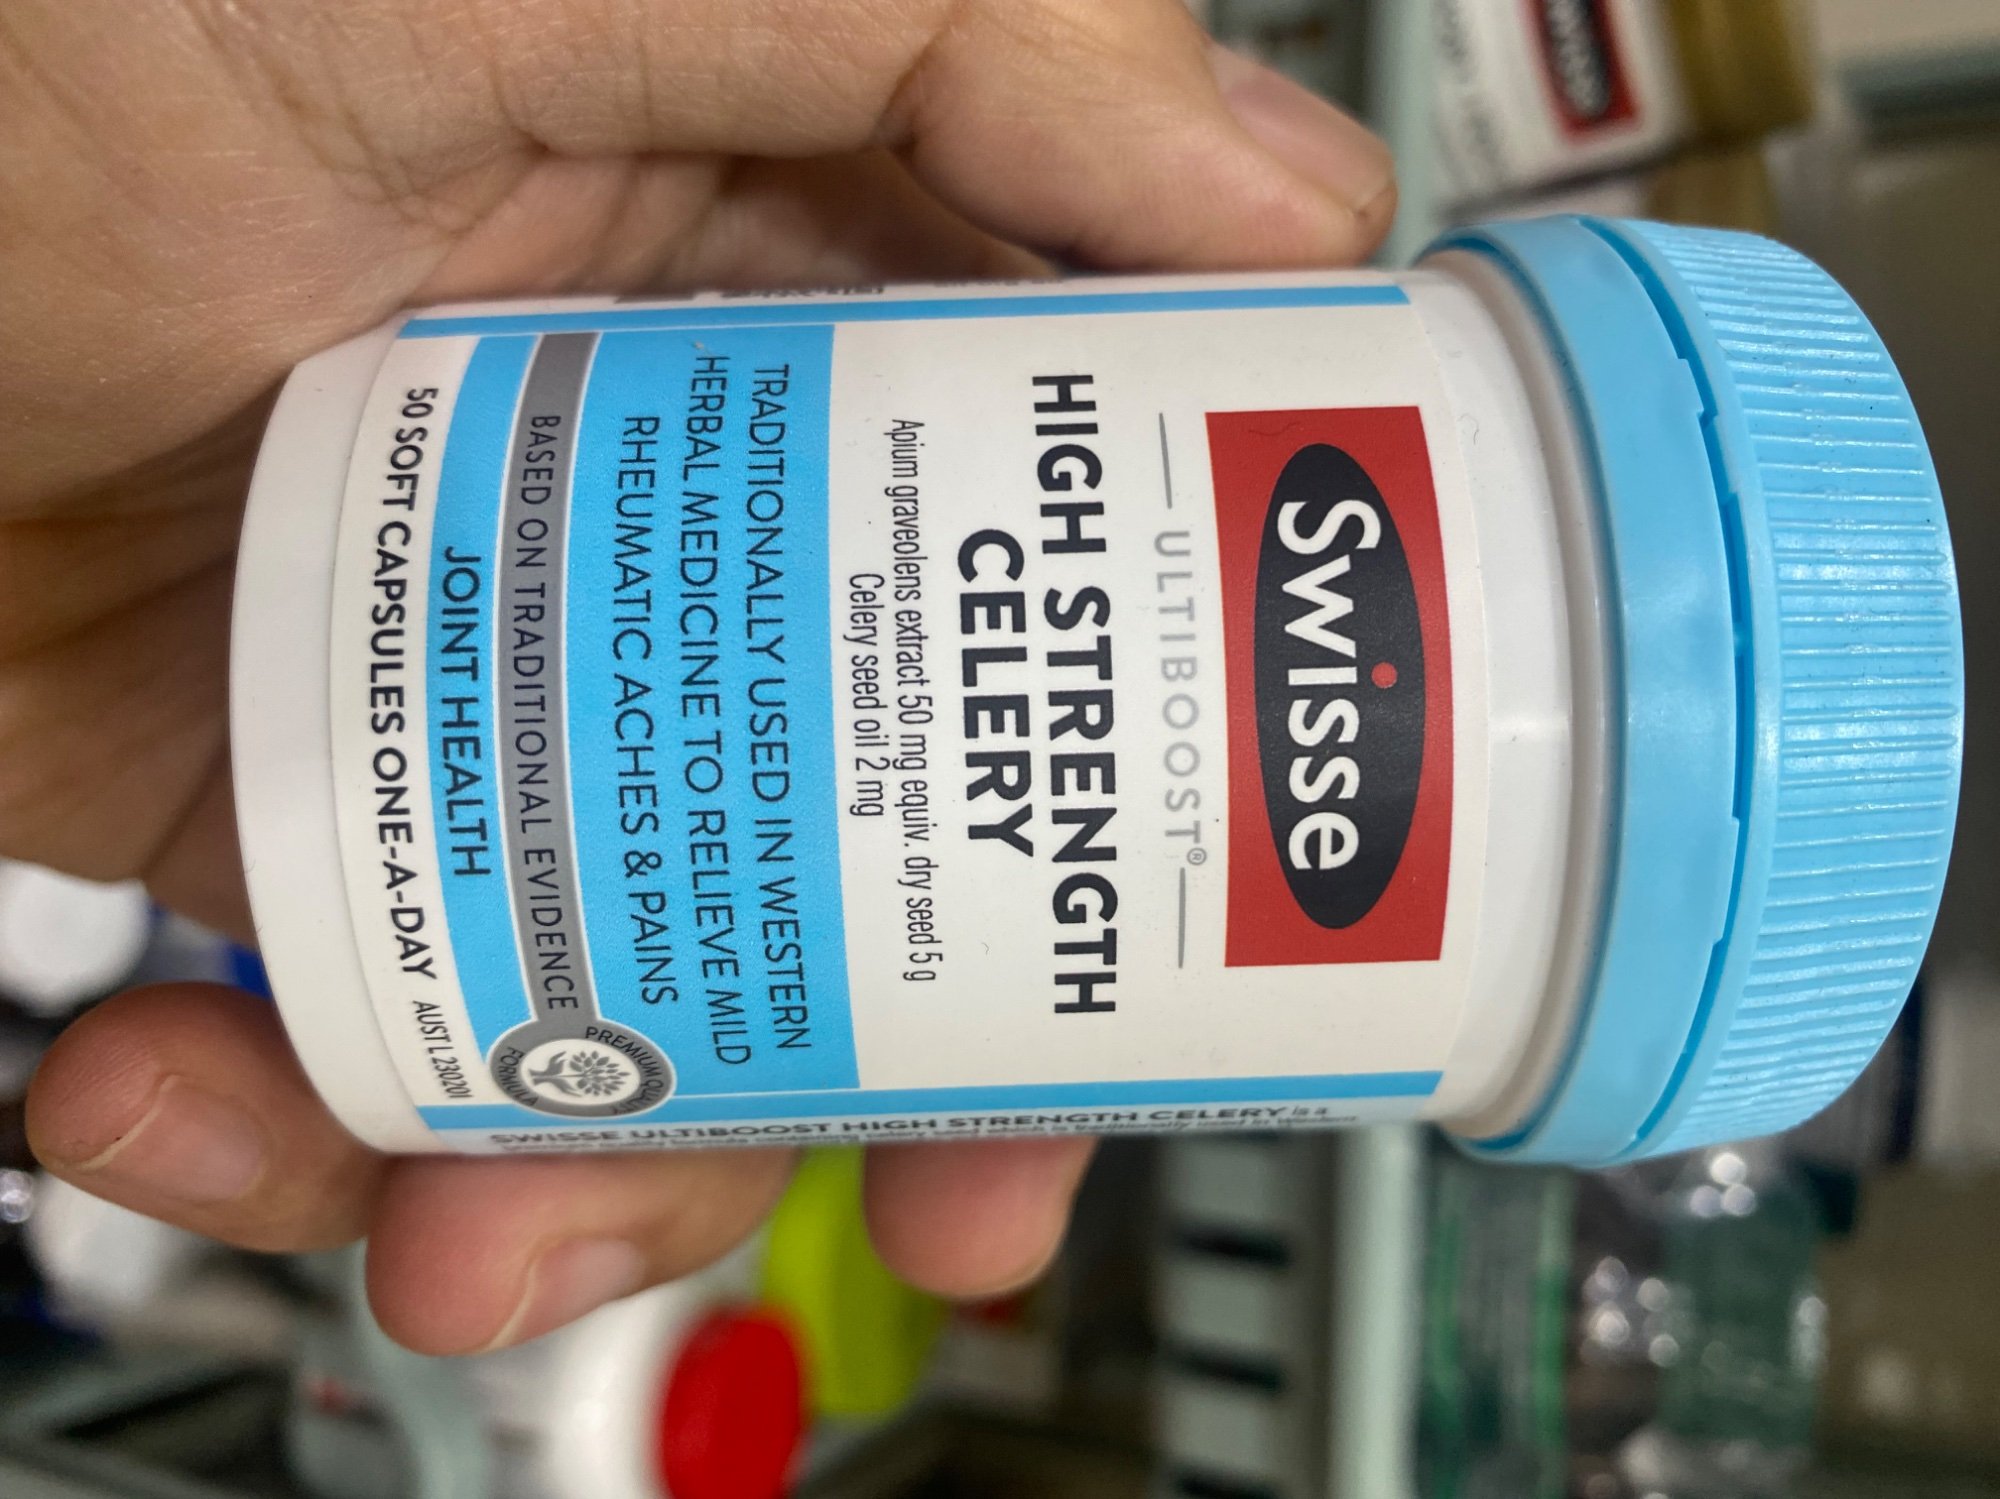 Swisse
ULTIBOOST®
HIGH STRENGTH
CELERY
Apium graveolens extract 50 mg equiv. dry seed 5 g
Celery seed oil 2 mg
TRADITIONALLY USED IN WESTERN
HERBAL MEDICINE TO RELIEVE MILD
RHEUMATIC ACHES & PAINS
BASED ON TRADITIONAL EVIDENCE
PREMIUM QUALITY
FORMULA
JOINT HEALTH
50 SOFT CAPSULES ONE-A-DAY AUST L 230201
SWISSE ULTIBOOST HIGH STRENGTH CELERY is a